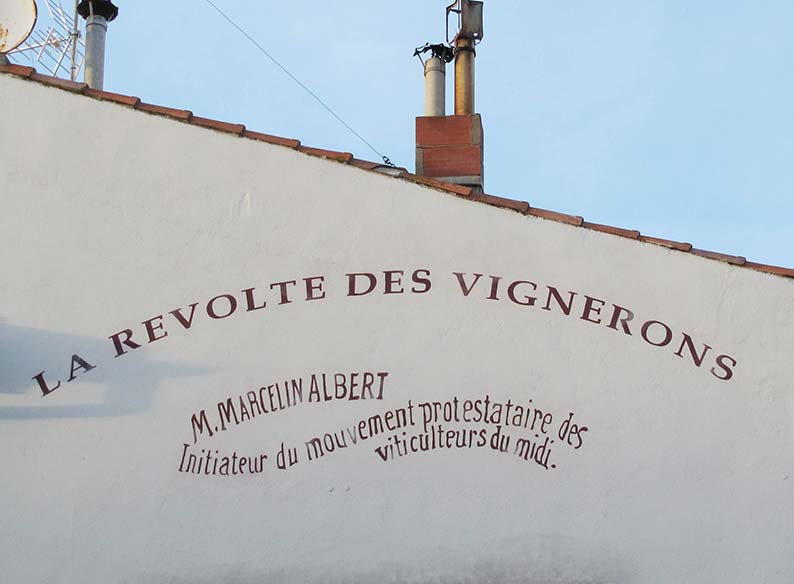 LA REVOLTE DES VIGNERONS
M. MARCELIN ALBERT
Initiateur du mouvement protestataire des
viticulteurs du midi.